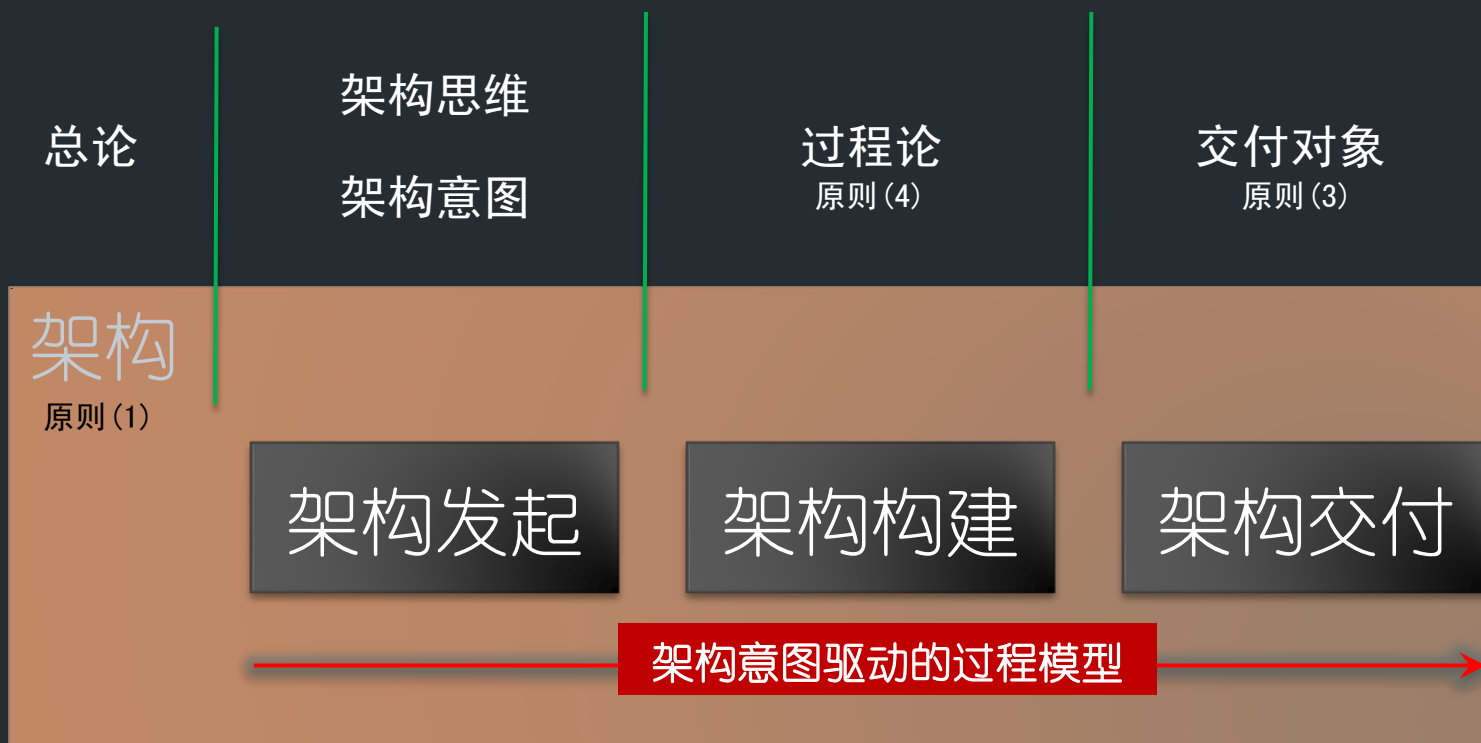 总论
架构思维
架构意图
过程论
原则(4)
交付对象
原则(3)
架构
原则(1)
架构发起
架构构建
架构交付
架构意图驱动的过程模型